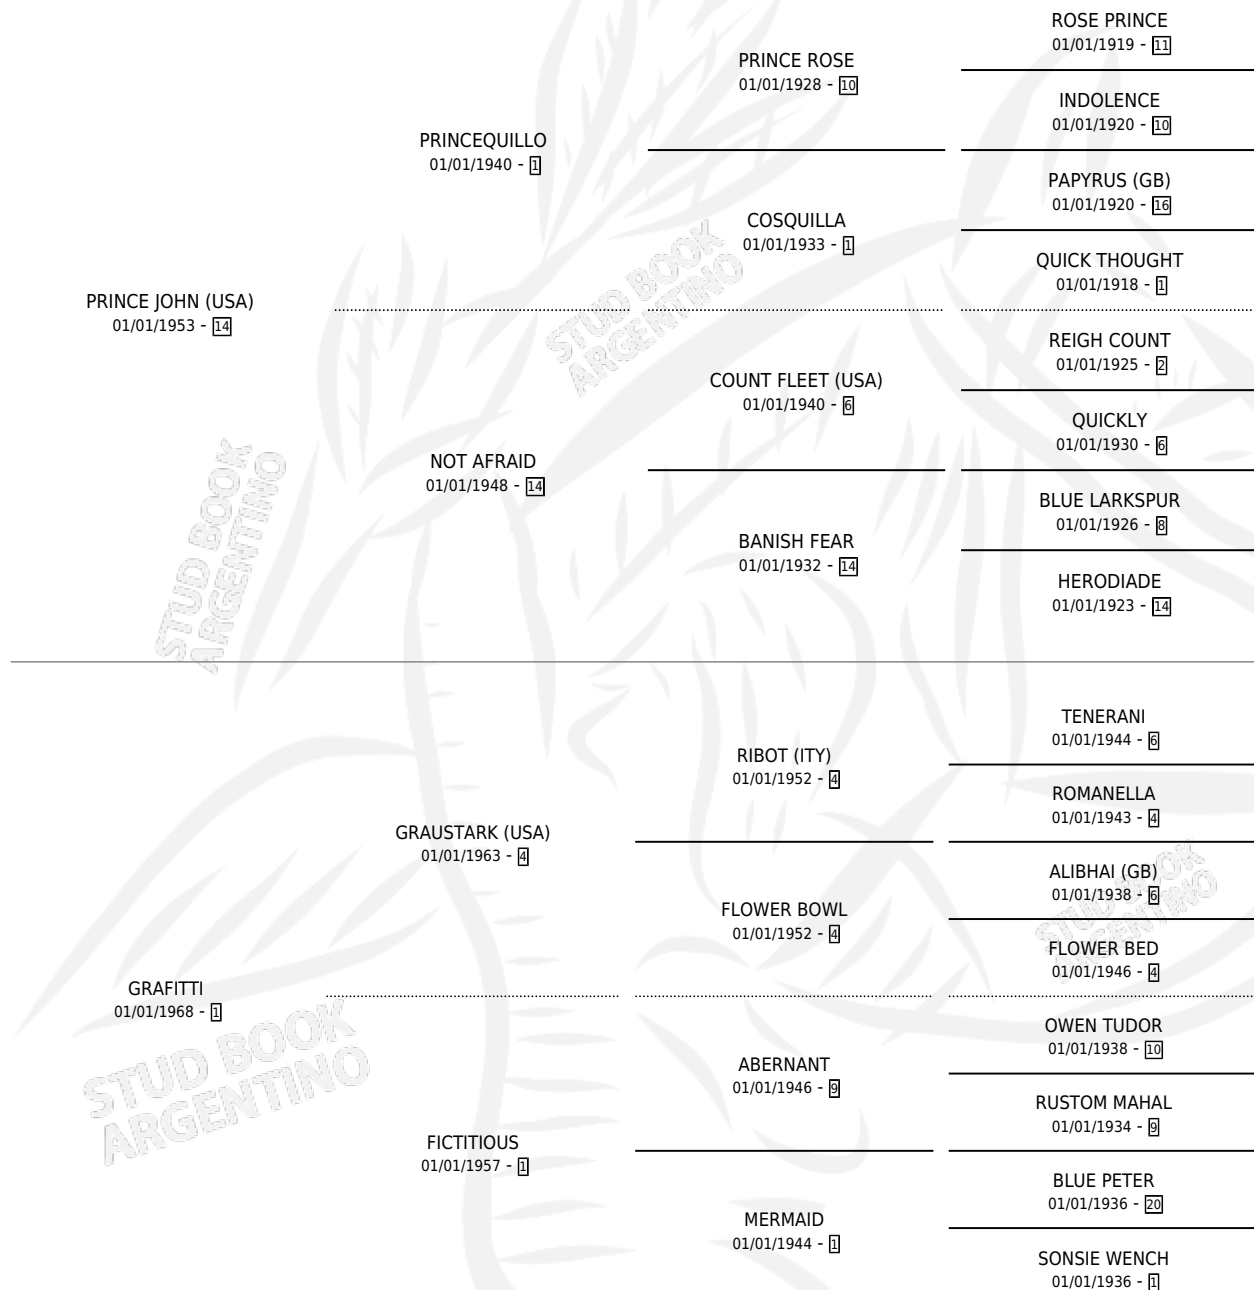 ROSE PRINCE
01/01/1919 - 11
PRINCE ROSE
01/01/1928 - 10
INDOLENCE
01/01/1920 - 10
PRINCEQUILLO
01/01/1940 - 1
PAPYRUS (GB)
01/01/1920 - 16
COSQUILLA
01/01/1933 - 1
QUICK THOUGHT
01/01/1918 - 1
PRINCE JOHN (USA)
01/01/1953 - 14
STUD BOOK
ARGENTINO
REIGH COUNT
01/01/1925 - 2
COUNT FLEET (USA)
01/01/1940 - 6
QUICKLY
01/01/1930 - 6
NOT AFRAID
01/01/1948 - 14
BLUE LARKSPUR
01/01/1926 - 8
BANISH FEAR
01/01/1932 - 14
HERODIADE
01/01/1923 - 14
STUD BOOK
ARGENTINO
TENERANI
01/01/1944 - 6
RIBOT (ITY)
01/01/1952 - 4
ROMANELLA
01/01/1943 - 4
GRAUSTARK (USA)
01/01/1963 - 4
ALIBHAI (GB)
01/01/1938 - 6
FLOWER BOWL
01/01/1952 - 4
STUD BOOK
ARGENTINO
FLOWER BED
01/01/1946 - 4
GRAFITTI
01/01/1968 - 1
OWEN TUDOR
01/01/1938 - 10
ABERNANT
01/01/1946 - 9
RUSTOM MAHAL
01/01/1934 - 9
STUD BOOK
ARGENTINO
FICTITIOUS
01/01/1957 - 1
BLUE PETER
01/01/1936 - 20
MERMAID
01/01/1944 - 1
SONSIE WENCH
01/01/1936 - 1